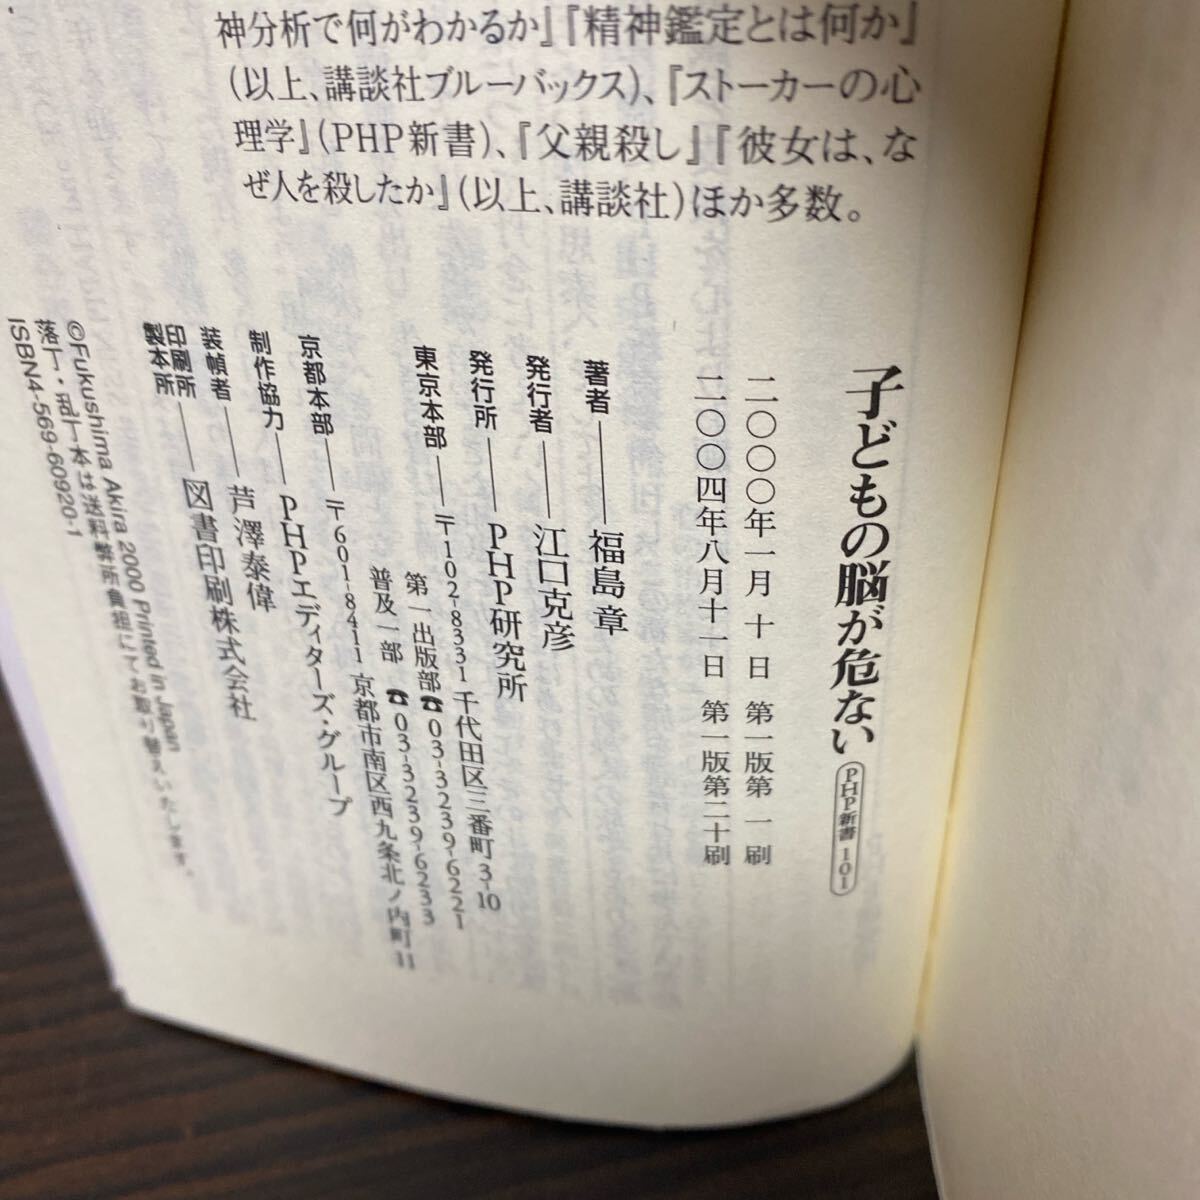 神分析で何がわかるか』『精神鑑定とは何か』
(以上、講談社ブルーバックス)、『ストーカーの心
理学』(PHP新書)、『父親殺し』『彼女は、な
ぜ人を殺したか』(以上、講談社)ほか多数。
子どもの脳が危ない
PHP新書 101
二〇〇〇年一月十日 第一版第一刷
二〇〇四年八月十一日 第一版第二十刷
著者――福島 章
発行者――江口克彦
発行所――PHP研究所
東京本部――〒102-8331 千代田区三番町3-10
第一出版部☎03-3239-6221
普及一部 ☎03-3239-6233
京都本部――〒601-8411 京都市南区西九条北ノ内町11
制作協力――PHPエディターズ・グループ
装幀者――芦澤泰偉
印刷所
製本所――図書印刷株式会社
©Fukushima Akira 2000 Printed in Japan
落丁・乱丁本は送料弊所負担にてお取り替えいたします。
ISBN4-569-60920-1